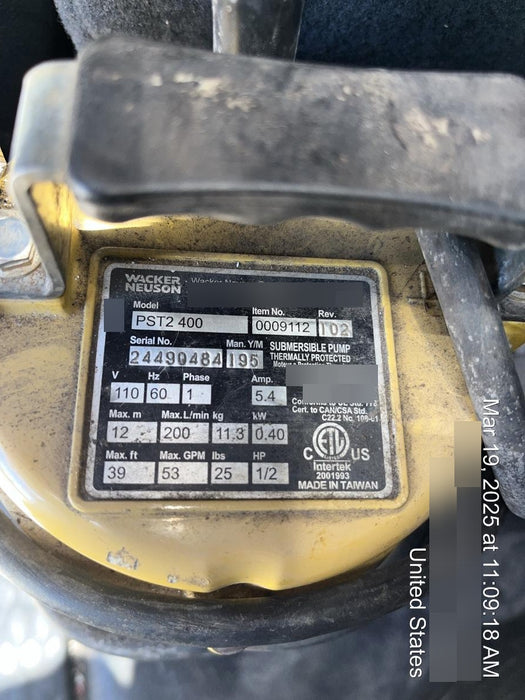 WACKER
NEUSON
Model
Item No.
Rev.
PST2 400
0009112
102
Serial No.
Man. Y/M
SUBMERSIBLE PUMP
24490484
195
THERMALLY PROTECTED
V
Hz
Phase
Amp.
110
60
1
5.4
Cert. to CAN/CSA Std.
Max. m
Max.L/min
kg
kW
12
200
11.3
0.40
C US
Intertek
2001993
MADE IN TAIWAN
Max. ft
Max. GPM
lbs
HP
39
53
25
1/2
Mar 19, 2025 at 11:09:18 AM
United States